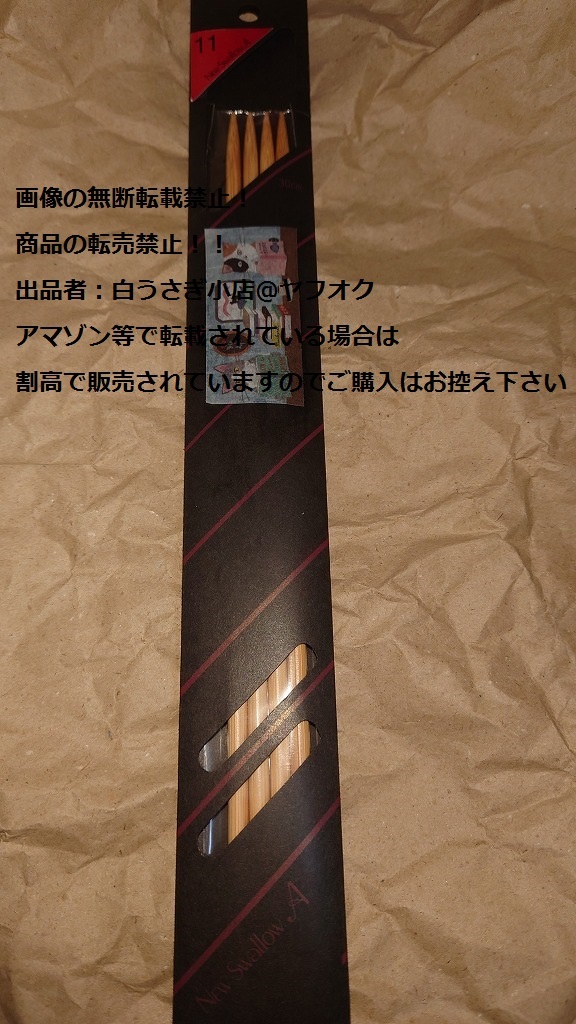 11
画像の無断転載禁止！
商品の転売禁止！！
出品者：白うさぎ小店@ヤフオク
アマゾン等で転載されている場合は
割高で販売されていますのでご購入はお控え下さい
New Swallow A